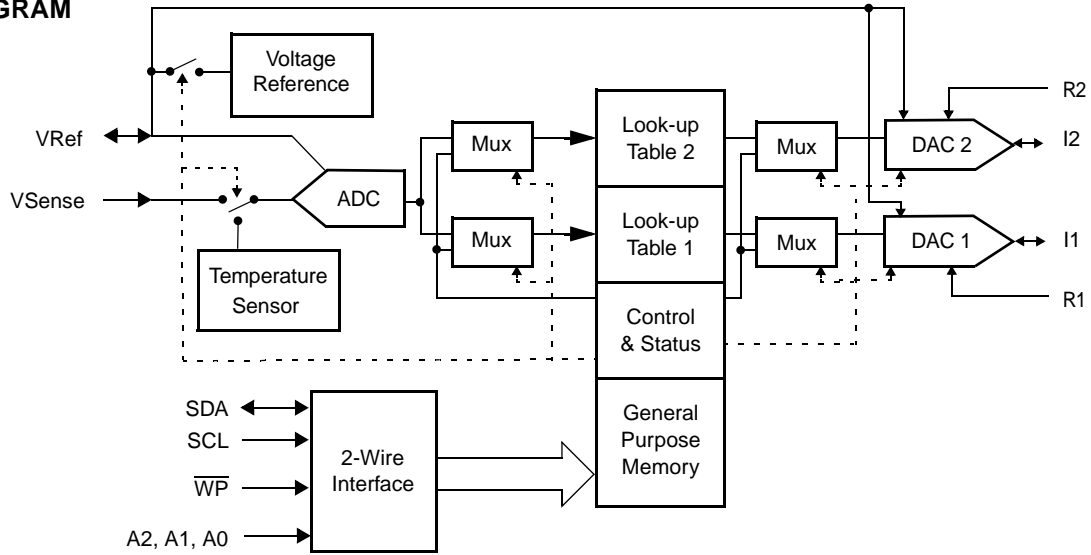 GRAM
Voltage
Reference
VRef
VSense
ADC
Temperature
Sensor
Mux
Mux
Look-up
Table 2
Look-up
Table 1
Control
& Status
General
Purpose
Memory
Mux
Mux
DAC 2
DAC 1
R2
I2
I1
R1
SDA
SCL
WP
A2, A1, A0
2-Wire
Interface